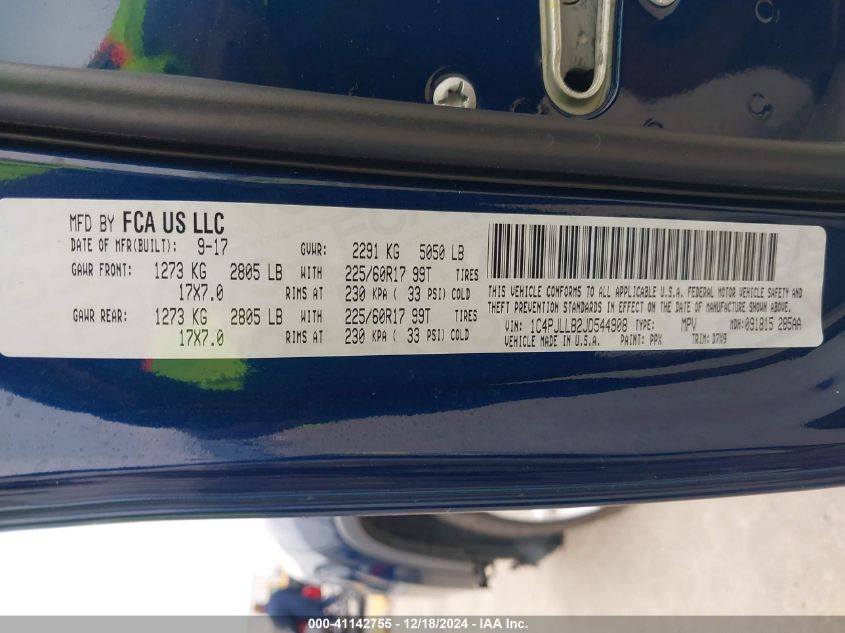 MFD BY FCA US LLC
DATE OF MFR(BUILT): 9-17 GVWR: 2291 KG 5050 LB
GAWR FRONT: 1273 KG 2805 LB WITH 225/60R17 99T TIRES
17X7.0 RIMS AT 230 KPA ( 33 PSI) COLD
GAWR REAR: 1273 KG 2805 LB WITH 225/60R17 99T TIRES
17X7.0 RIMS AT 230 KPA ( 33 PSI) COLD
THIS VEHICLE CONFORMS TO ALL APPLICABLE U.S.A. FEDERAL MOTOR VEHICLE SAFETY AND
THEFT PREVENTION STANDARDS IN EFFECT ON THE DATE OF MANUFACTURE SHOWN ABOVE.
VIN: 1C4PJLLB2JD544908 TYPE: MPV MDH: 091815 285AA
VEHICLE MADE IN U.S.A. PAINT: PPX TRIM: D7X9
000-41142755 - 12/18/2024 - IAA Inc.